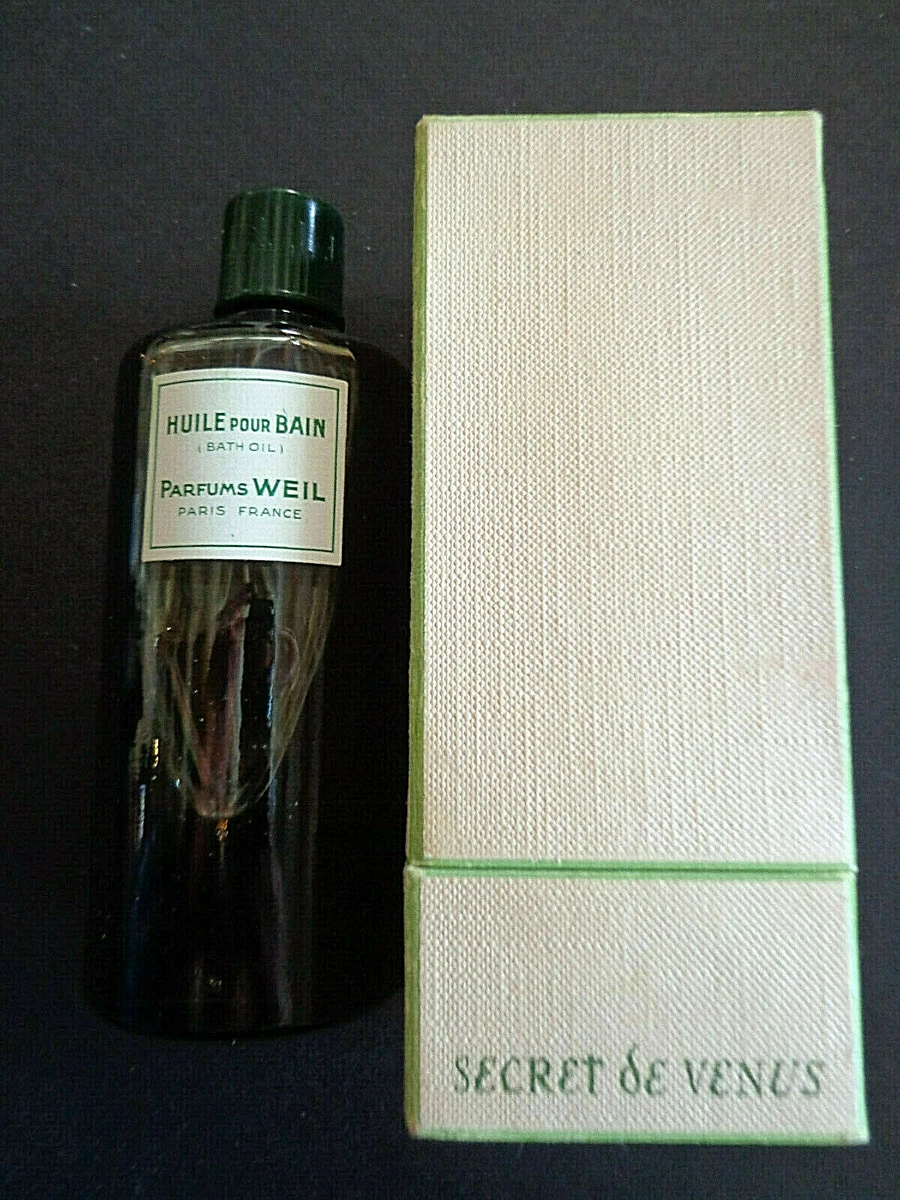 HUILE POUR BAIN
(BATH OIL)
PARFUMS WEIL
PARIS FRANCE
SECRET de VENUS